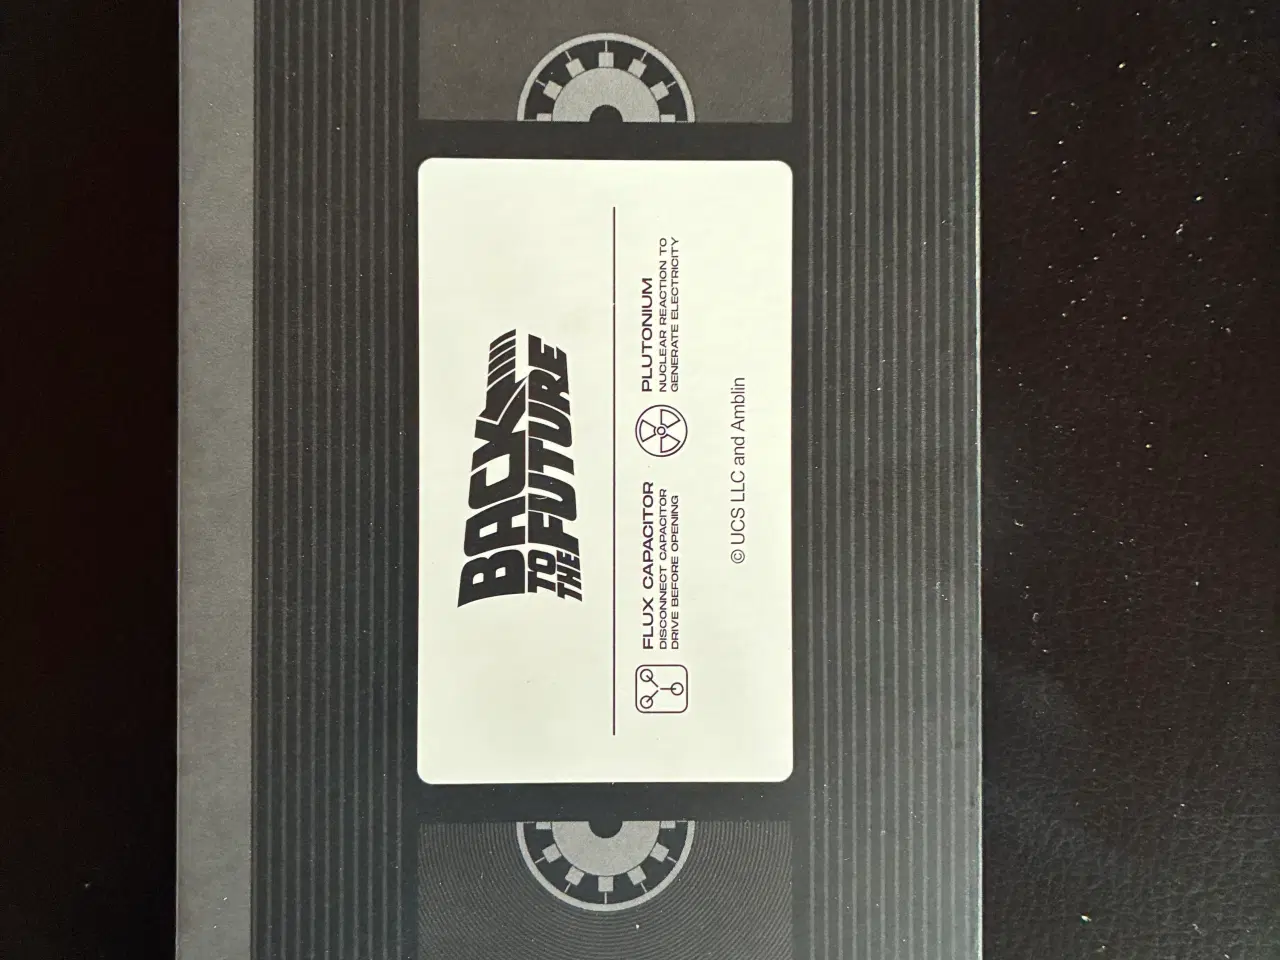 BACK
TO THE FUTURE
FLUX CAPACITOR
DISCONNECT CAPACITOR
DRIVE BEFORE OPENING
PLUTONIUM
NUCLEAR REACTION TO
GENERATE ELECTRICITY
© UCS LLC and Amblin